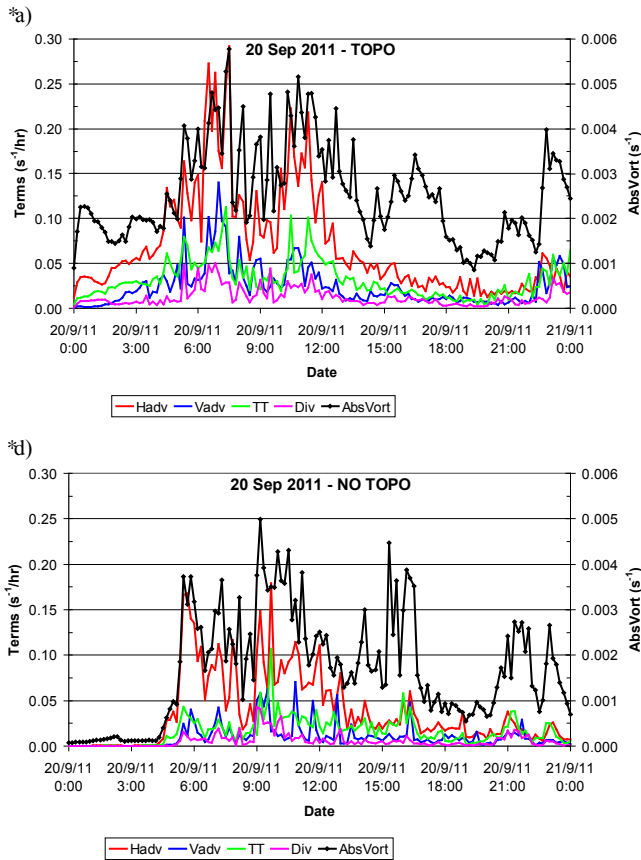 *a)
20 Sep 2011 - TOPO
Terms (s⁻¹/hr)
AbsVort (s⁻¹)
0.30
0.25
0.20
0.15
0.10
0.05
0.00
0.006
0.005
0.004
0.003
0.002
0.001
0.000
20/9/11 20/9/11 20/9/11 20/9/11 20/9/11 20/9/11 20/9/11 20/9/11 21/9/11
0:00 3:00 6:00 9:00 12:00 15:00 18:00 21:00 0:00
Date
Hadv Vadv TT Div AbsVort
*d)
20 Sep 2011 - NO TOPO
Terms (s⁻¹/hr)
AbsVort (s⁻¹)
0.30
0.25
0.20
0.15
0.10
0.05
0.00
0.006
0.005
0.004
0.003
0.002
0.001
0.000
20/9/11 20/9/11 20/9/11 20/9/11 20/9/11 20/9/11 20/9/11 20/9/11 21/9/11
0:00 3:00 6:00 9:00 12:00 15:00 18:00 21:00 0:00
Date
Hadv Vadv TT Div AbsVort